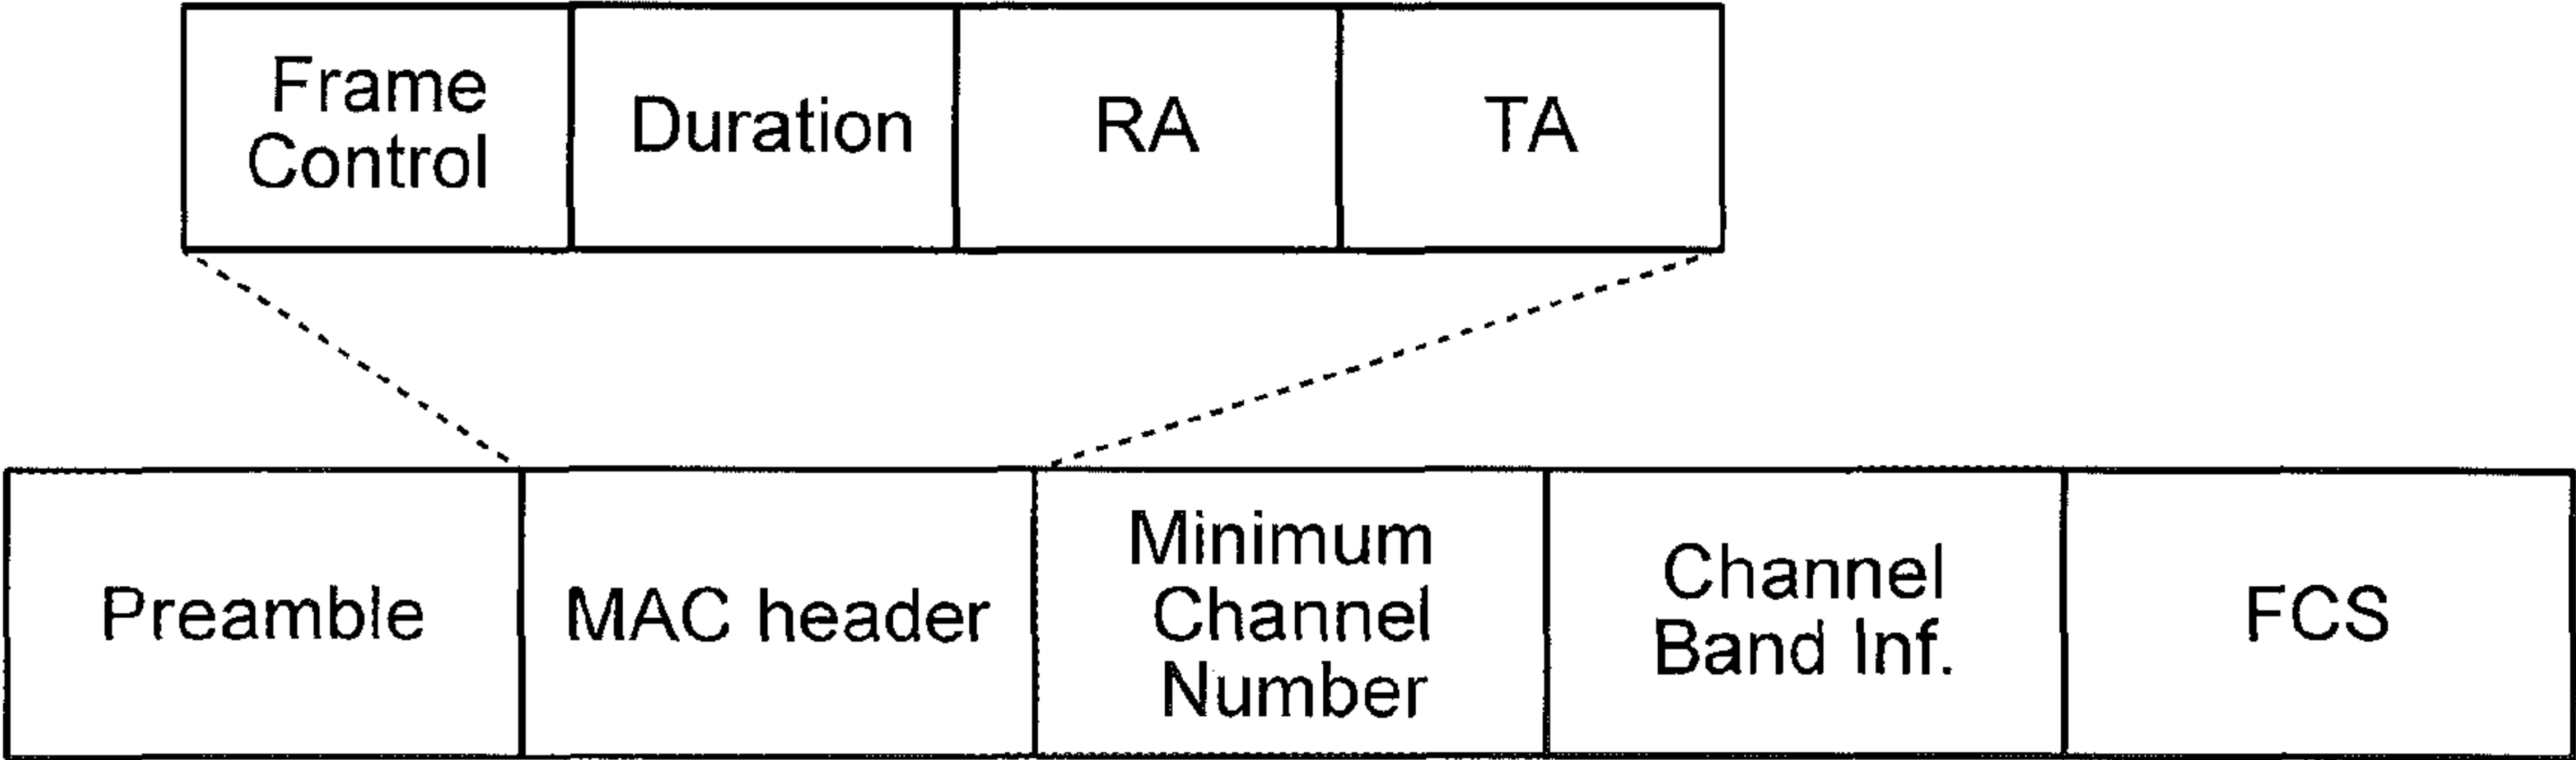 Frame
Control
Duration
RA
TA
Preamble
MAC header
Minimum
Channel
Number
Channel
Band Inf.
FCS